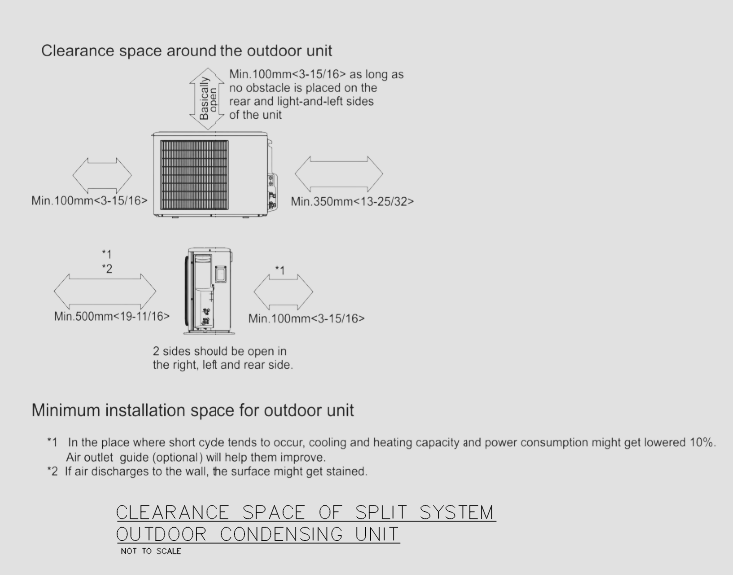 Clearance space around the outdoor unit
Basically
open
Min.100mm<3-15/16> as long as
no obstacle is placed on the
rear and light-and-left sides
of the unit
Min.100mm<3-15/16>
Min.350mm<13-25/32>
*1
*2
*1
Min.500mm<19-11/16>
Min.100mm<3-15/16>
2 sides should be open in
the right, left and rear side.
Minimum installation space for outdoor unit
*1 In the place where short cyde tends to occur, cooling and heating capacity and power consumption might get lowered 10%.
Air outlet guide (optional) will help them improve.
*2 If air discharges to the wall, the surface might get stained.
CLEARANCE SPACE OF SPLIT SYSTEM
OUTDOOR CONDENSING UNIT
NOT TO SCALE